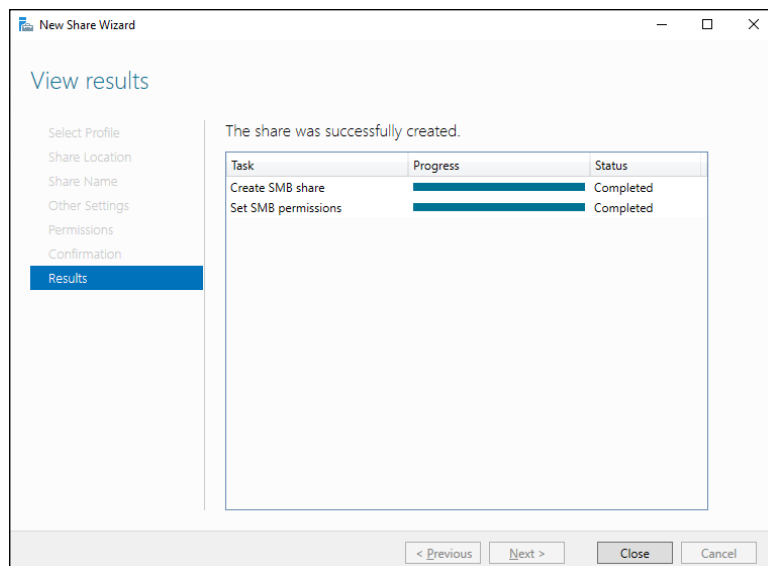 New Share Wizard
View results
Select Profile
Share Location
Share Name
Other Settings
Permissions
Confirmation
Results
The share was successfully created.
Task Progress Status
Create SMB share Completed
Set SMB permissions Completed
< Previous Next > Close Cancel